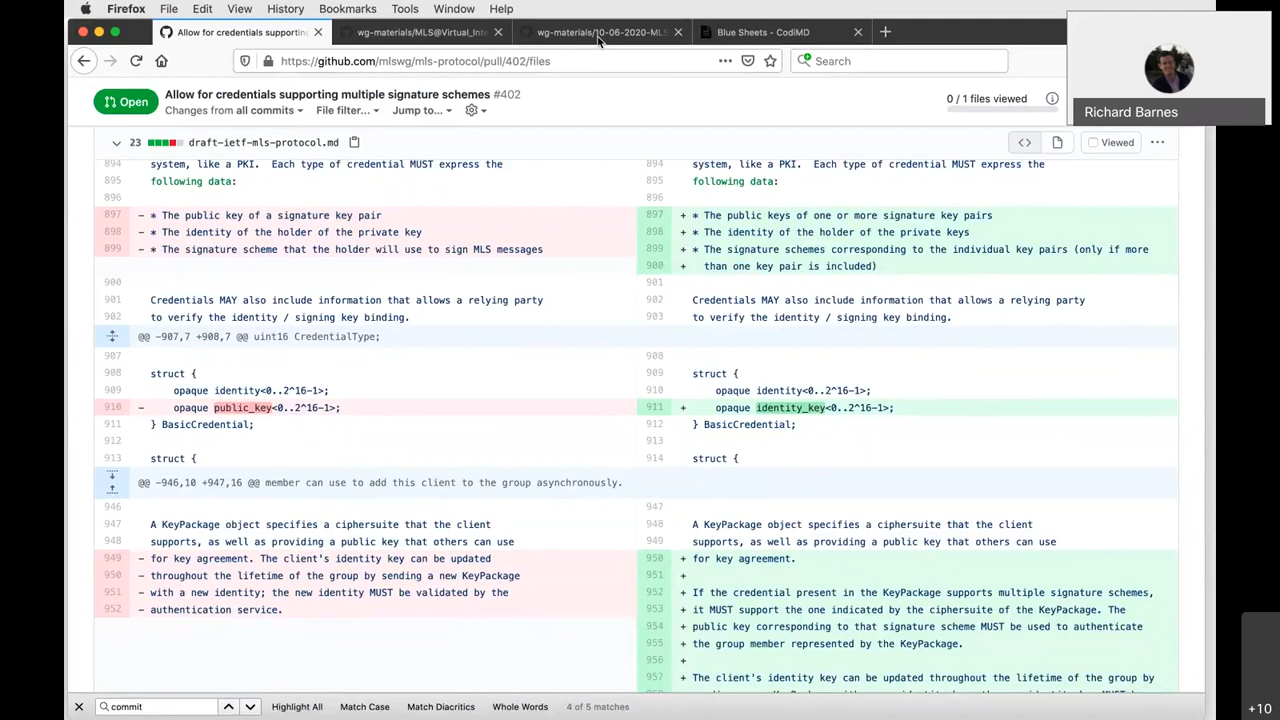 Firefox File Edit View History Bookmarks Tools Window Help
Allow for credentials supporting
wg-materials/MLS@Virtual_Inte
wg-materials/10-06-2020-MLS
Blue Sheets - CodiMD
https://github.com/mlswg/mls-protocol/pull/402/files
Search
Richard Barnes
Open
Allow for credentials supporting multiple signature schemes #402
Changes from all commits File filter... Jump to...
0 / 1 files viewed
23 draft-ietf-mls-protocol.md
Viewed
894 system, like a PKI. Each type of credential MUST express the
895 following data:
896
897 - * The public key of a signature key pair
898 - * The identity of the holder of the private key
899 - * The signature scheme that the holder will use to sign MLS messages
900
901 Credentials MAY also include information that allows a relying party
902 to verify the identity / signing key binding.
@@ -907,7 +908,7 @@ uint16 CredentialType;
907
908 struct {
909 opaque identity<0..2^16-1>;
910 - opaque public_key<0..2^16-1>;
911 } BasicCredential;
912
913 struct {
@@ -946,10 +947,16 @@ member can use to add this client to the group asynchronously.
946
947 A KeyPackage object specifies a ciphersuite that the client
948 supports, as well as providing a public key that others can use
949 - for key agreement. The client's identity key can be updated
950 - throughout the lifetime of the group by sending a new KeyPackage
951 - with a new identity; the new identity MUST be validated by the
952 - authentication service.
894 system, like a PKI. Each type of credential MUST express the
895 following data:
896
897 + * The public keys of one or more signature key pairs
898 + * The identity of the holder of the private keys
899 + * The signature schemes corresponding to the individual key pairs (only if more
900 + than one key pair is included)
901
902 Credentials MAY also include information that allows a relying party
903 to verify the identity / signing key binding.
908
909 struct {
910 opaque identity<0..2^16-1>;
911 + opaque identity_key<0..2^16-1>;
912 } BasicCredential;
913
914 struct {
947
948 A KeyPackage object specifies a ciphersuite that the client
949 supports, as well as providing a public key that others can use
950 + for key agreement.
951 +
952 + If the credential present in the KeyPackage supports multiple signature schemes,
953 + it MUST support the one indicated by the ciphersuite of the KeyPackage. The
954 + public key corresponding to that signature scheme MUST be used to authenticate
955 + the group member represented by the KeyPackage.
956 +
957 + The client's identity key can be updated throughout the lifetime of the group by
commit
Highlight All Match Case Match Diacritics Whole Words 4 of 5 matches
+10